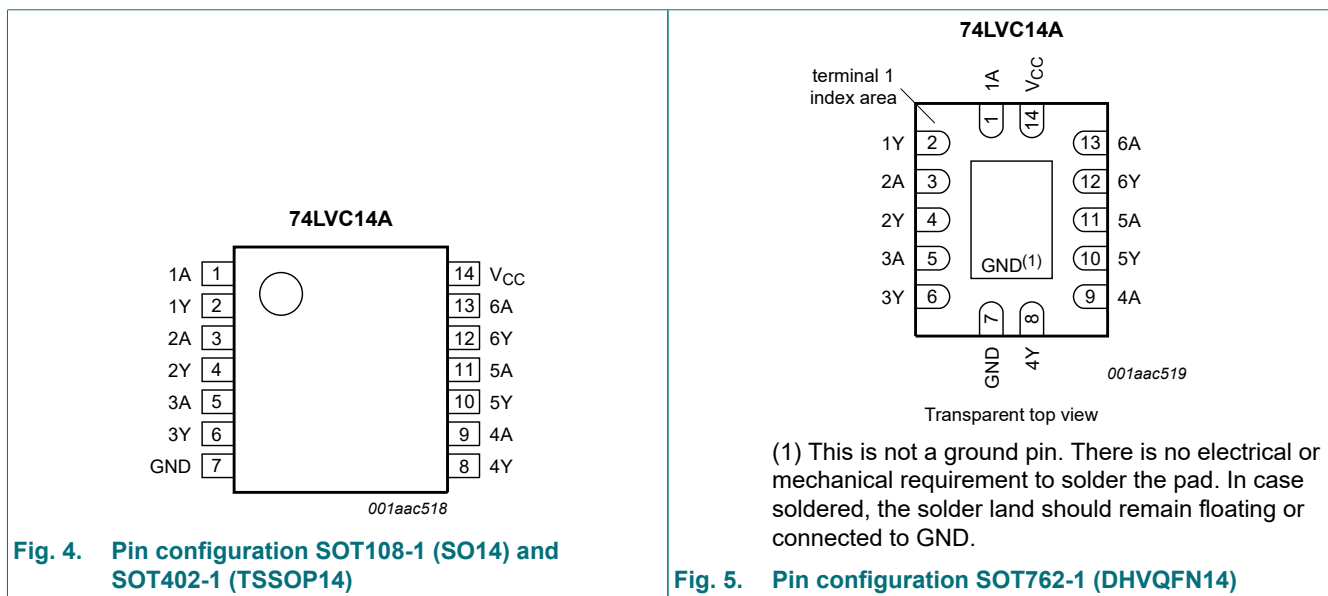 74LVC14A
1A 1
1Y 2
2A 3
2Y 4
3A 5
3Y 6
GND 7
14 VCC
13 6A
12 6Y
11 5A
10 5Y
9 4A
8 4Y
001aac518
Fig. 4. Pin configuration SOT108-1 (SO14) and
SOT402-1 (TSSOP14)
74LVC14A
terminal 1
index area
1A
VCC
1
14
1Y 2
2A 3
2Y 4
3A 5
3Y 6
13 6A
12 6Y
11 5A
10 5Y
9 4A
GND(1)
7
8
GND
4Y
001aac519
Transparent top view
(1) This is not a ground pin. There is no electrical or
mechanical requirement to solder the pad. In case
soldered, the solder land should remain floating or
connected to GND.
Fig. 5. Pin configuration SOT762-1 (DHVQFN14)